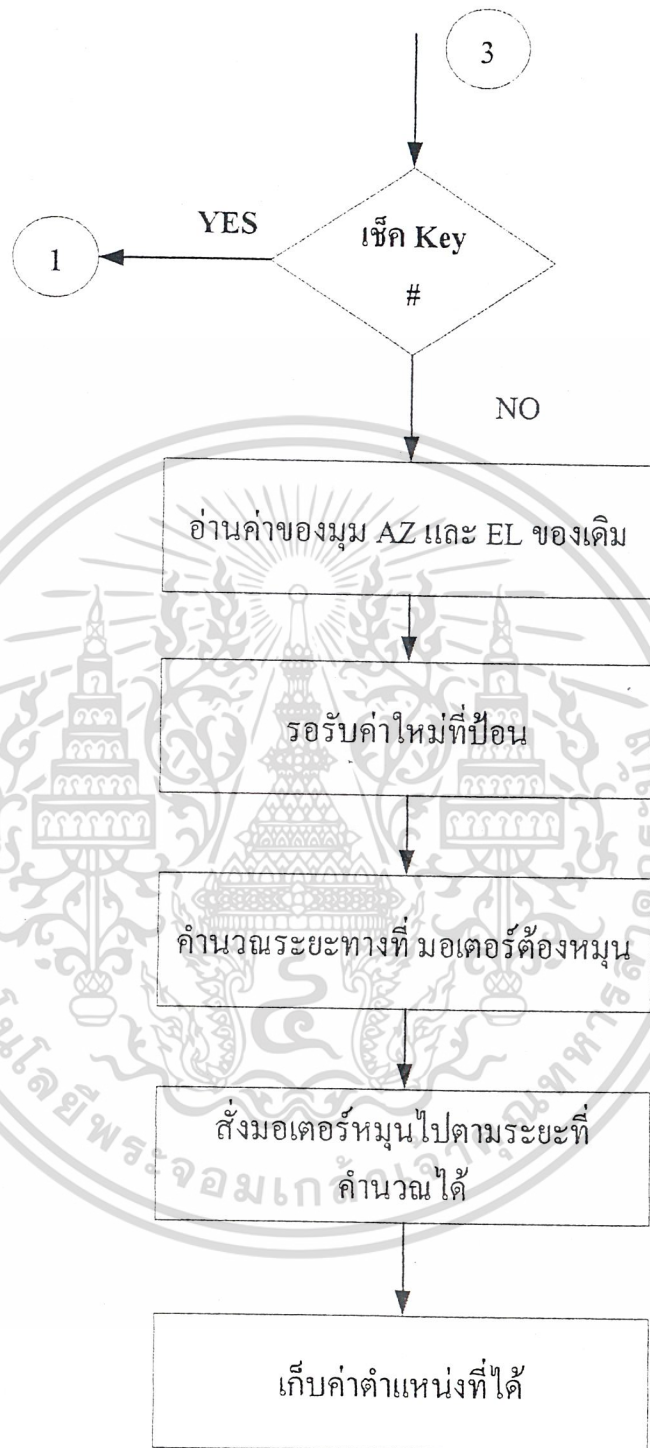 3
เช็ค Key
#
YES
1
NO
อ่านค่าของมุม AZ และ EL ของเดิม
รอรับค่าใหม่ที่ป้อน
คำนวณระยะทางที่ มอเตอร์ต้องหมุน
สั่งมอเตอร์หมุนไปตามระยะที่
คำนวณได้
เก็บค่าตำแหน่งที่ได้